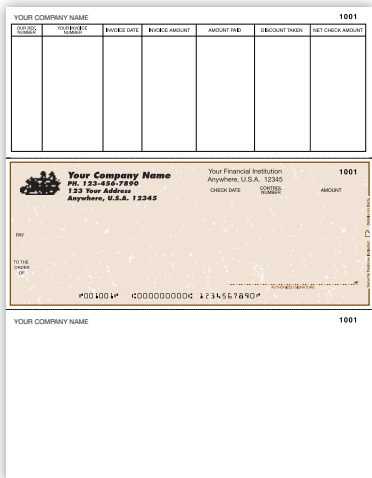 YOUR COMPANY NAME 1001
OUR REF. NUMBER YOUR INVOICE NUMBER INVOICE DATE INVOICE AMOUNT AMOUNT PAID DISCOUNT TAKEN NET CHECK AMOUNT
Your Company Name Your Financial Institution 1001
PH. 123-456-7890 Anywhere, U.S.A. 12345
123 Your Address CHECK DATE CONTROL NUMBER AMOUNT
Anywhere, U.S.A. 12345
PAY
TO THE
ORDER
OF
AUTHORIZED SIGNATURE
⑈001001⑈ ⑆000000000⑆ 1234567890⑈
YOUR COMPANY NAME 1001